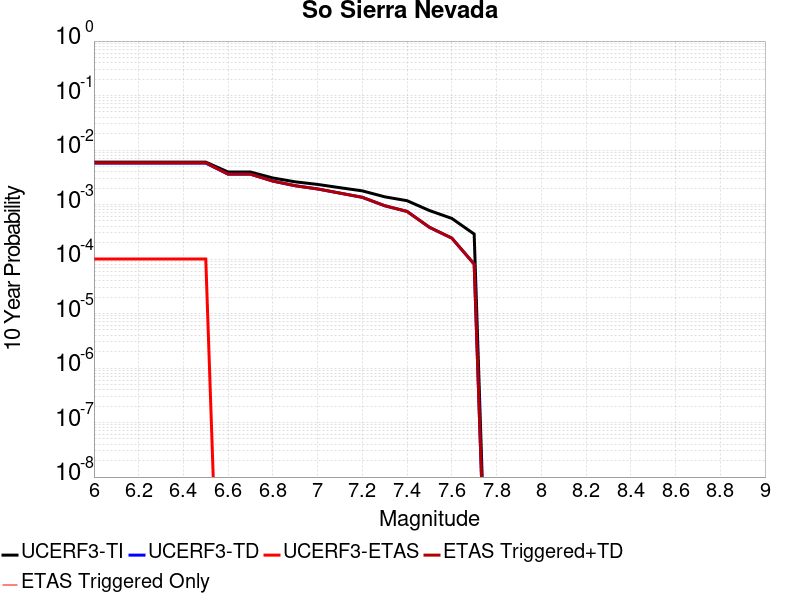 So Sierra Nevada
10^0
10^-1
10^-2
10^-3
10^-4
10^-5
10^-6
10^-7
10^-8
10 Year Probability
6 6.2 6.4 6.6 6.8 7 7.2 7.4 7.6 7.8 8 8.2 8.4 8.6 8.8 9
Magnitude
UCERF3-TI UCERF3-TD UCERF3-ETAS ETAS Triggered+TD
ETAS Triggered Only